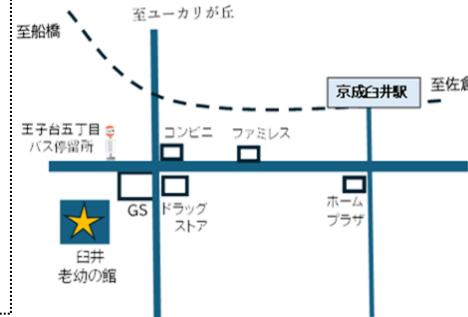 至ユーカリが丘
至船橋
京成臼井駅
至佐倉
王子台五丁目
バス停留所
コンビニ
ファミレス
GS
ドラッグ
ストア
ホーム
プラザ
臼井
老幼の館